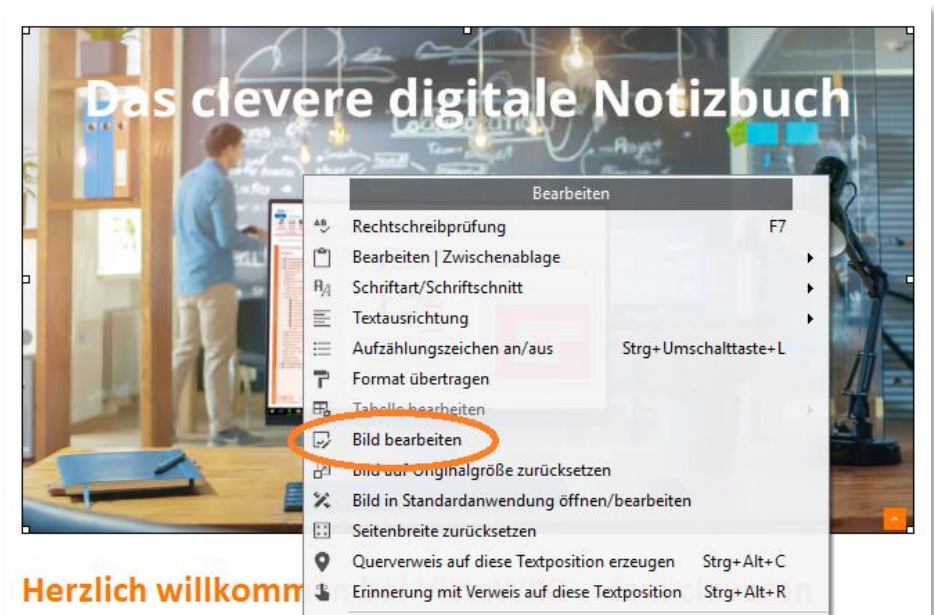 Das clevere digitale Notizbuch
Bearbeiten
Rechtschreibprüfung F7
Bearbeiten | Zwischenablage
Schriftart/Schriftschnitt
Textausrichtung
Aufzählungszeichen an/aus Strg+Umschalttaste+L
Format übertragen
Tabelle bearbeiten
Bild bearbeiten
Bild auf Originalgröße zurücksetzen
Bild in Standardanwendung öffnen/bearbeiten
Seitenbreite zurücksetzen
Querverweis auf diese Textposition erzeugen Strg+Alt+C
Erinnerung mit Verweis auf diese Textposition Strg+Alt+R
Herzlich